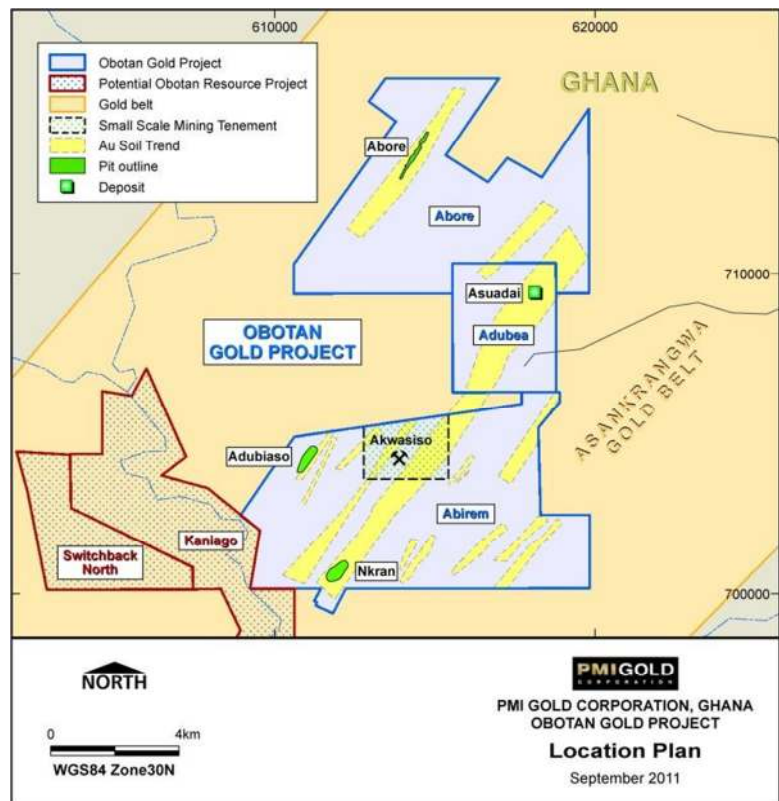 610000
620000
Obotan Gold Project
Potential Obotan Resource Project
Gold belt
Small Scale Mining Tenement
Au Soil Trend
Pit outline
Deposit
GHANA
Abore
Abore
710000
Asuadai
Adubea
OBOTAN
GOLD PROJECT
ASANKRANGWA
GOLD BELT
Akwasiso
Adubiaso
Abirem
Kaniago
Switchback
North
Nkran
700000
NORTH
0
4km
WGS84 Zone30N
PMIGOLD
CORPORATION
PMI GOLD CORPORATION, GHANA
OBOTAN GOLD PROJECT
Location Plan
September 2011